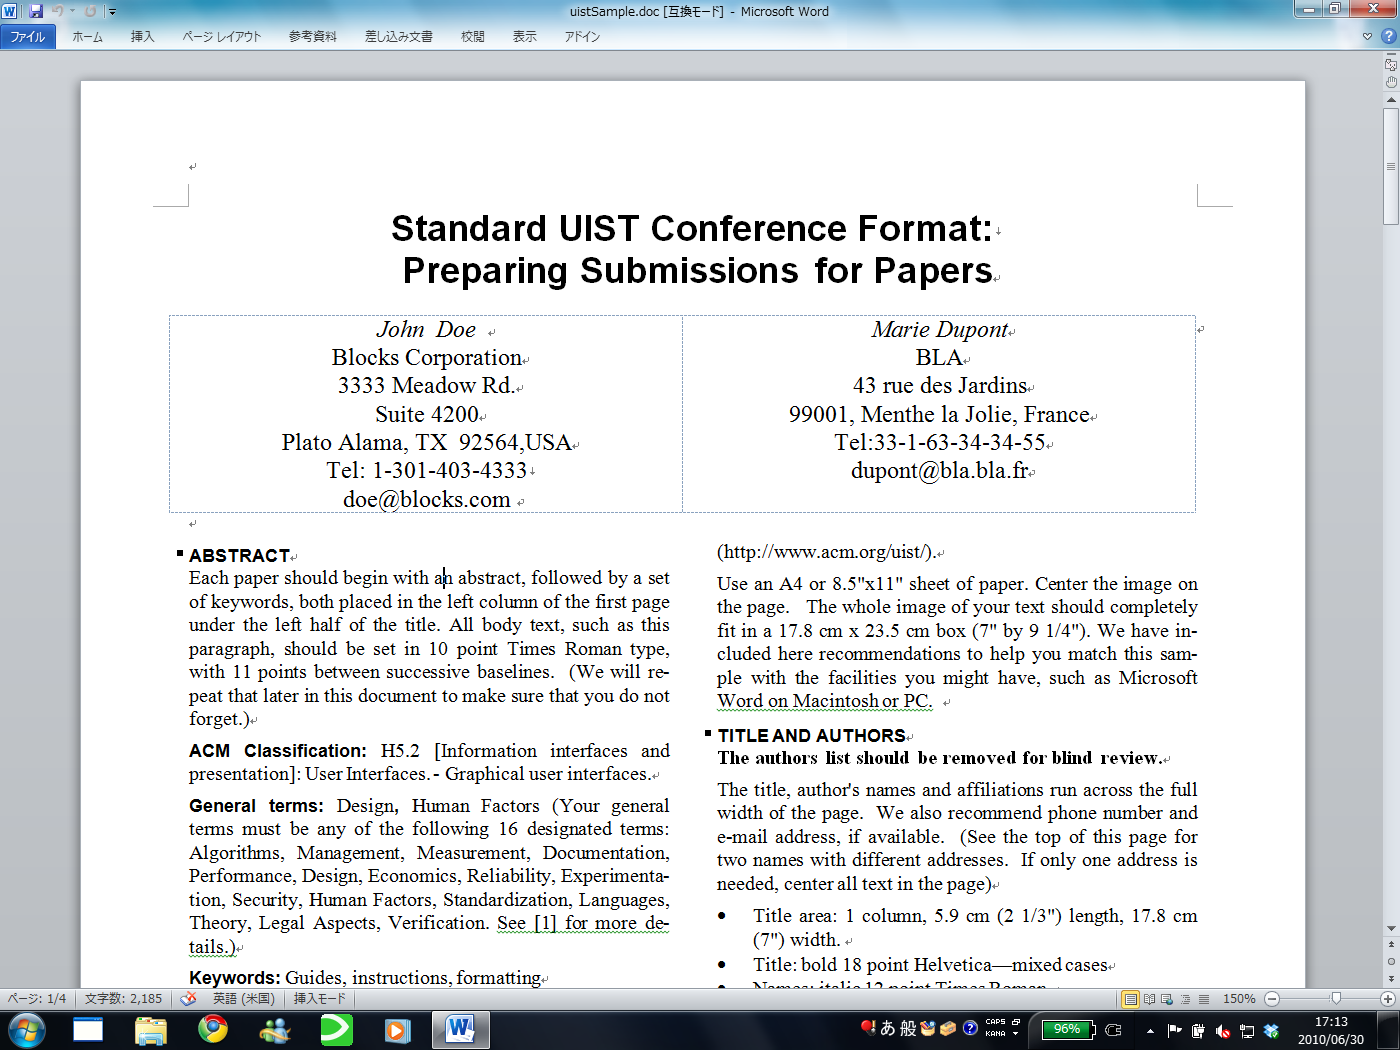 uistSample.doc [互換モード] - Microsoft Word
ファイル ホーム 挿入 ページ レイアウト 参考資料 差し込み文書 校閲 表示 アドイン
Standard UIST Conference Format:
Preparing Submissions for Papers
John Doe
Blocks Corporation
3333 Meadow Rd.
Suite 4200
Plato Alama, TX 92564,USA
Tel: 1-301-403-4333
doe@blocks.com
Marie Dupont
BLA
43 rue des Jardins
99001, Menthe la Jolie, France
Tel:33-1-63-34-34-55
dupont@bla.bla.fr
ABSTRACT
Each paper should begin with an abstract, followed by a set
of keywords, both placed in the left column of the first page
under the left half of the title. All body text, such as this
paragraph, should be set in 10 point Times Roman type,
with 11 points between successive baselines. (We will re-
peat that later in this document to make sure that you do not
forget.)
ACM Classification: H5.2 [Information interfaces and
presentation]: User Interfaces. - Graphical user interfaces.
General terms: Design, Human Factors (Your general
terms must be any of the following 16 designated terms:
Algorithms, Management, Measurement, Documentation,
Performance, Design, Economics, Reliability, Experimenta-
tion, Security, Human Factors, Standardization, Languages,
Theory, Legal Aspects, Verification. See [1] for more de-
tails.)
Keywords: Guides, instructions, formatting
(http://www.acm.org/uist/).
Use an A4 or 8.5"x11" sheet of paper. Center the image on
the page. The whole image of your text should completely
fit in a 17.8 cm x 23.5 cm box (7" by 9 1/4"). We have in-
cluded here recommendations to help you match this sam-
ple with the facilities you might have, such as Microsoft
Word on Macintosh or PC.
TITLE AND AUTHORS
The authors list should be removed for blind review.
The title, author's names and affiliations run across the full
width of the page. We also recommend phone number and
e-mail address, if available. (See the top of this page for
two names with different addresses. If only one address is
needed, center all text in the page)
• Title area: 1 column, 5.9 cm (2 1/3") length, 17.8 cm
(7") width.
• Title: bold 18 point Helvetica—mixed cases
• Names: italic 12 point Times Roman
ページ: 1/4 文字数: 2,185 英語 (米国) 挿入モード 150%
あ 般 CAPS KANA 96% 17:13
2010/06/30